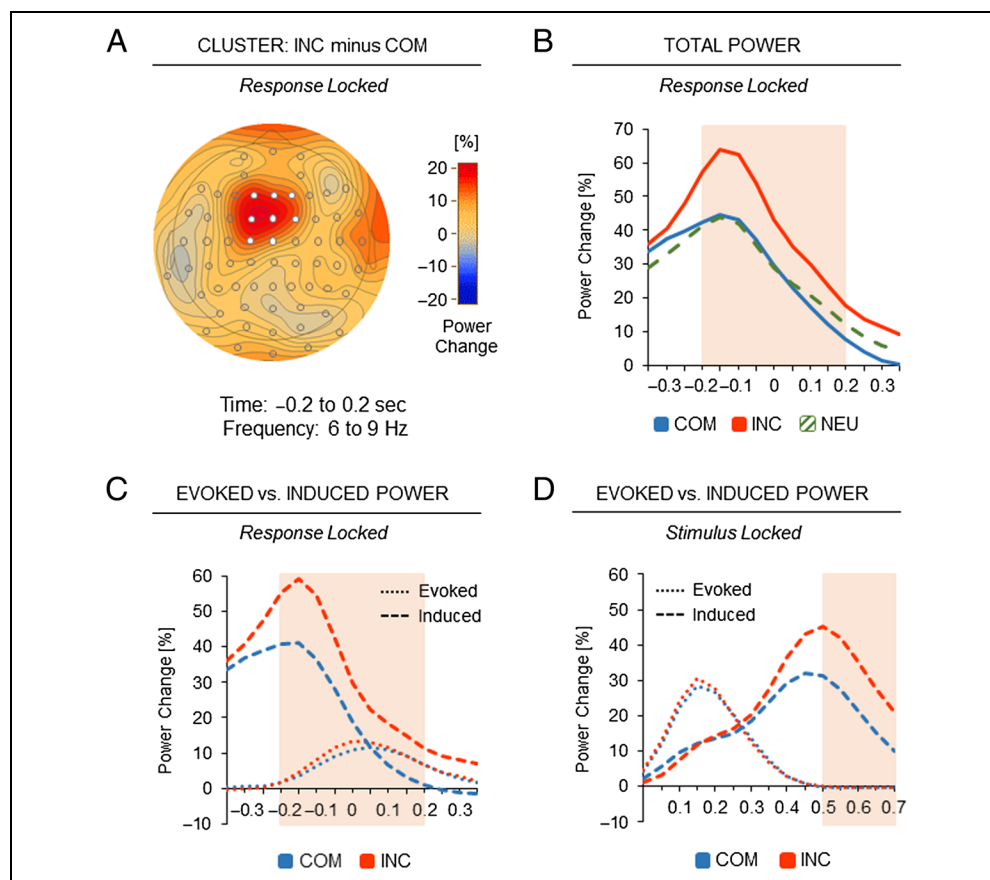 A
CLUSTER: INC minus COM
Response Locked
[%]
20
10
0
−10
−20
Power
Change
Time: −0.2 to 0.2 sec
Frequency: 6 to 9 Hz
B
TOTAL POWER
Response Locked
Power Change [%]
70
60
50
40
30
20
10
0
−0.3 −0.2 −0.1 0 0.1 0.2 0.3
COM INC NEU
C
EVOKED vs. INDUCED POWER
Response Locked
Power Change [%]
60
50
40
30
20
10
0
−10
Evoked
Induced
−0.3 −0.2 −0.1 0 0.1 0.2 0.3
COM INC
D
EVOKED vs. INDUCED POWER
Stimulus Locked
Power Change [%]
60
50
40
30
20
10
0
−10
Evoked
Induced
0.1 0.2 0.3 0.4 0.5 0.6 0.7
COM INC